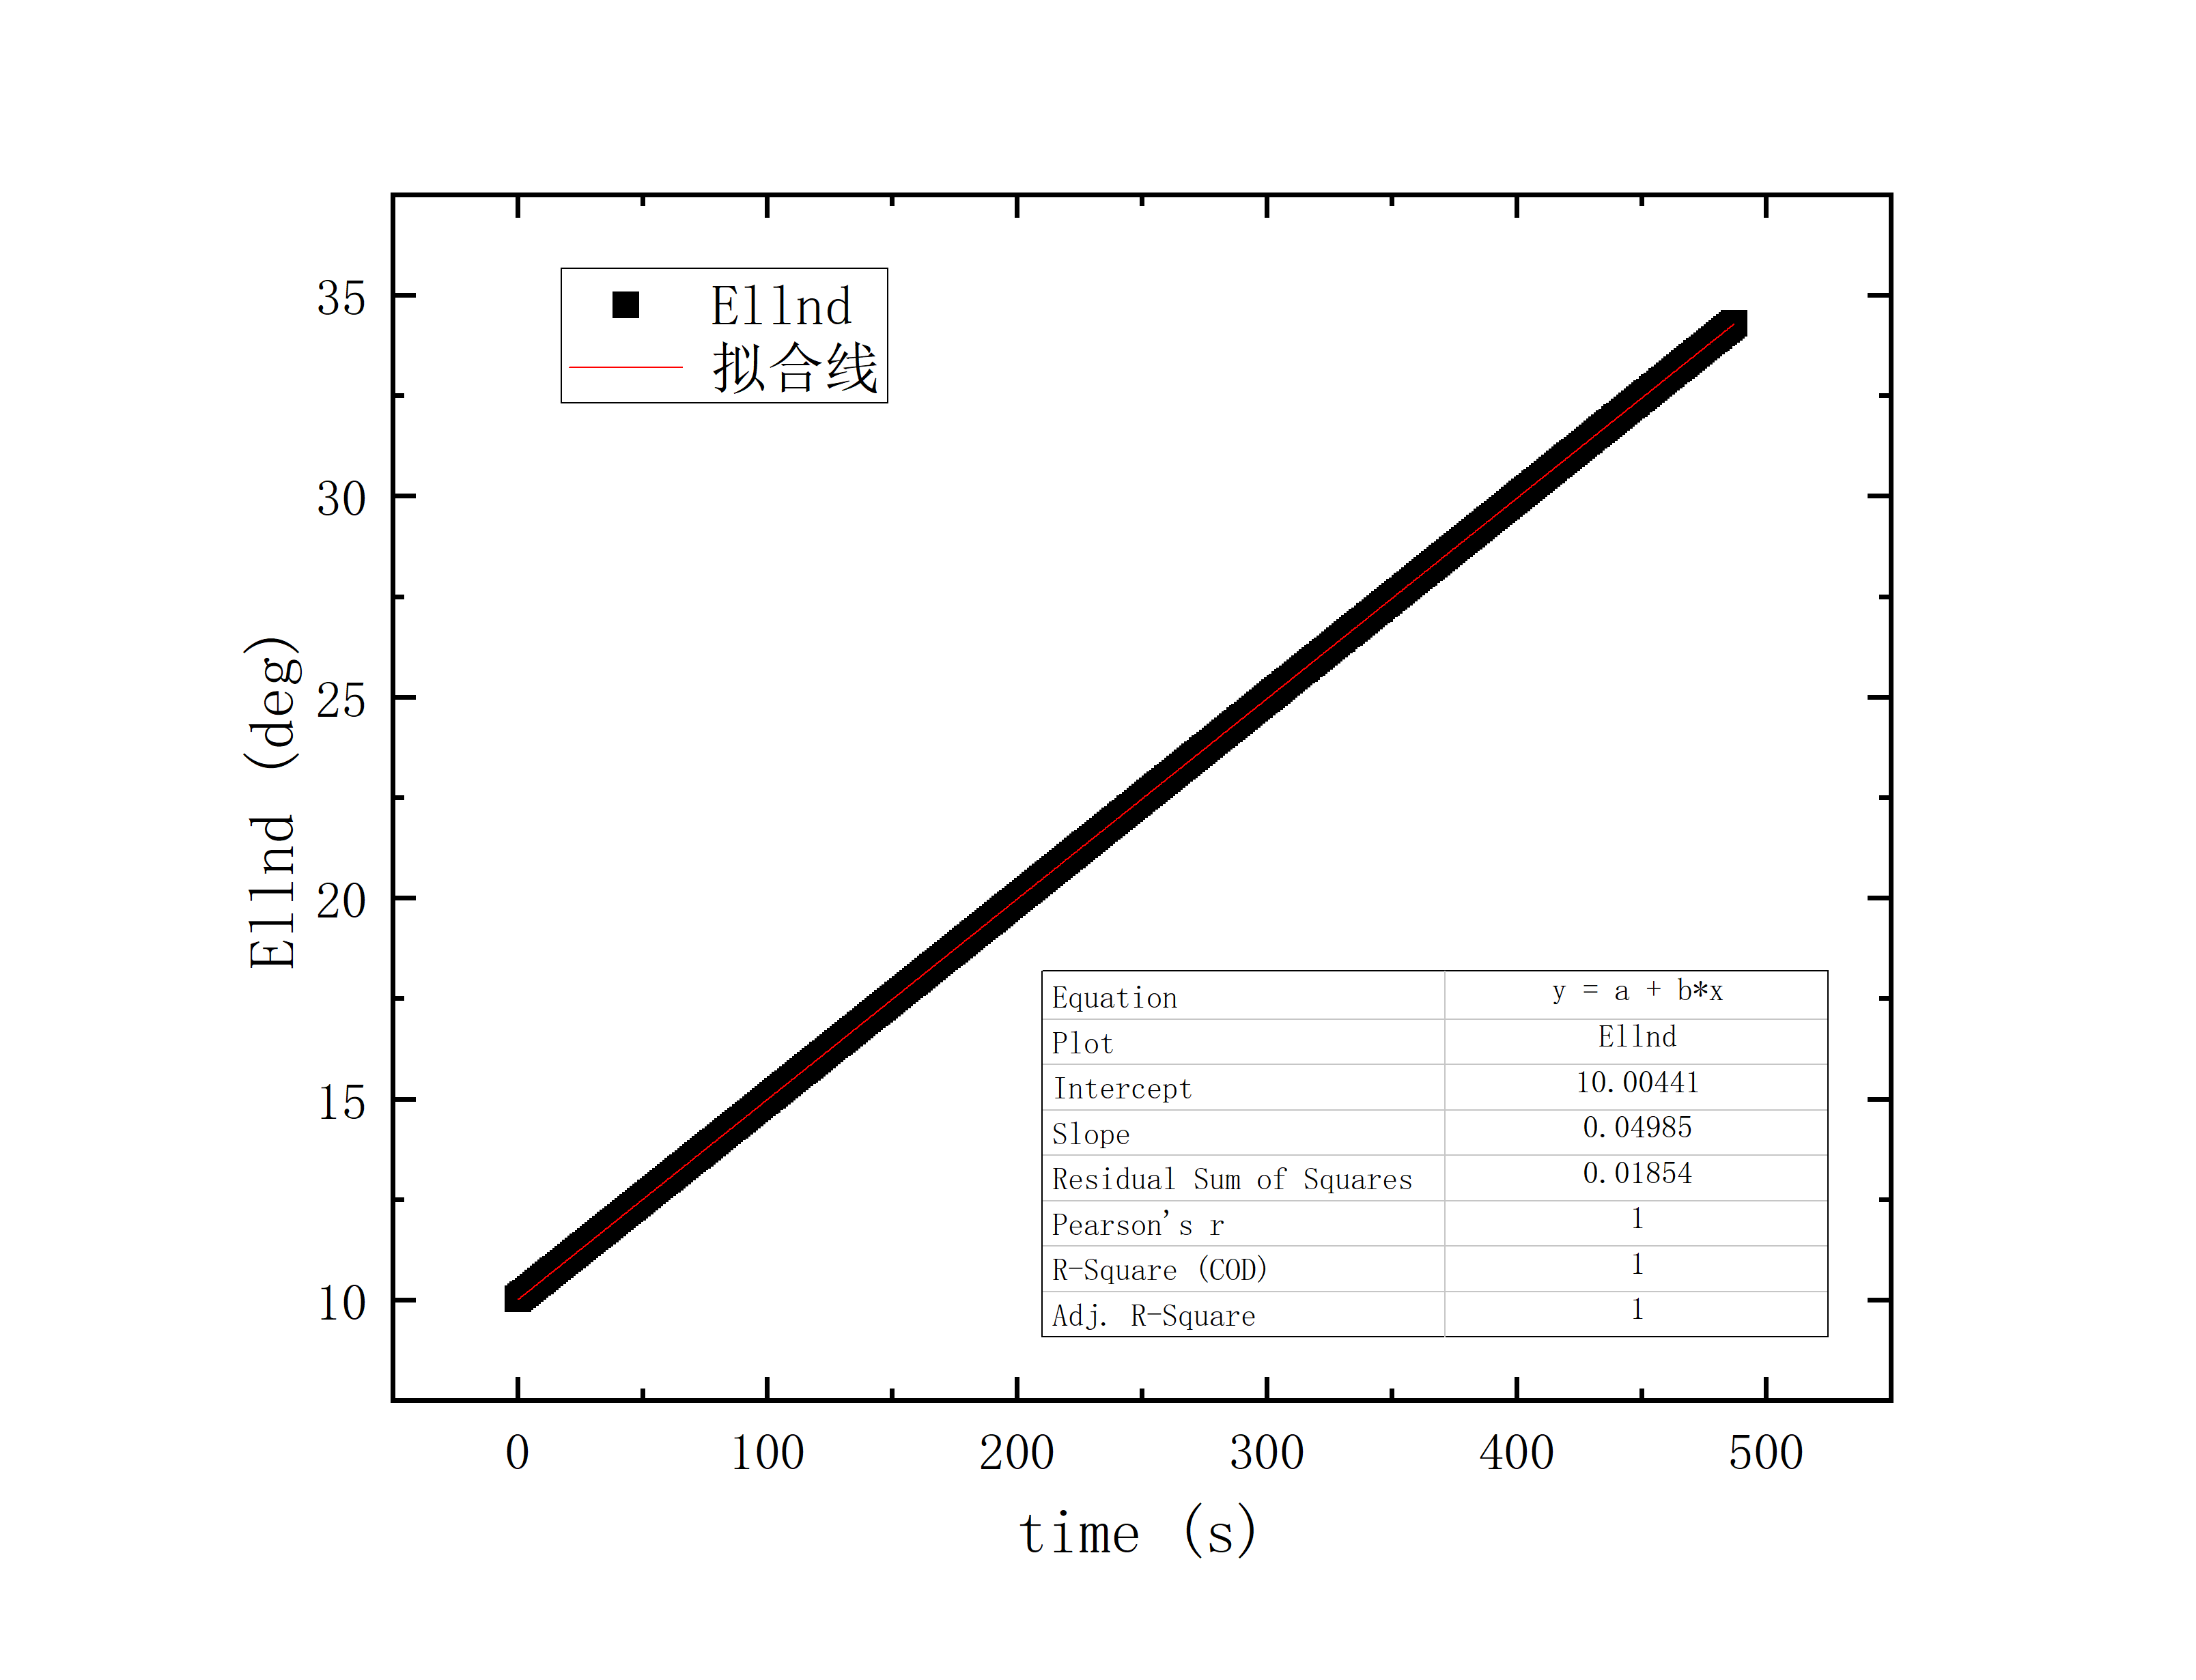 Ellnd
拟合线
35
30
25
20
15
10
Ellnd (deg)
Equation y = a + b*x
Plot Ellnd
Intercept 10.00441
Slope 0.04985
Residual Sum of Squares 0.01854
Pearson's r 1
R-Square (COD) 1
Adj. R-Square 1
0 100 200 300 400 500
time (s)